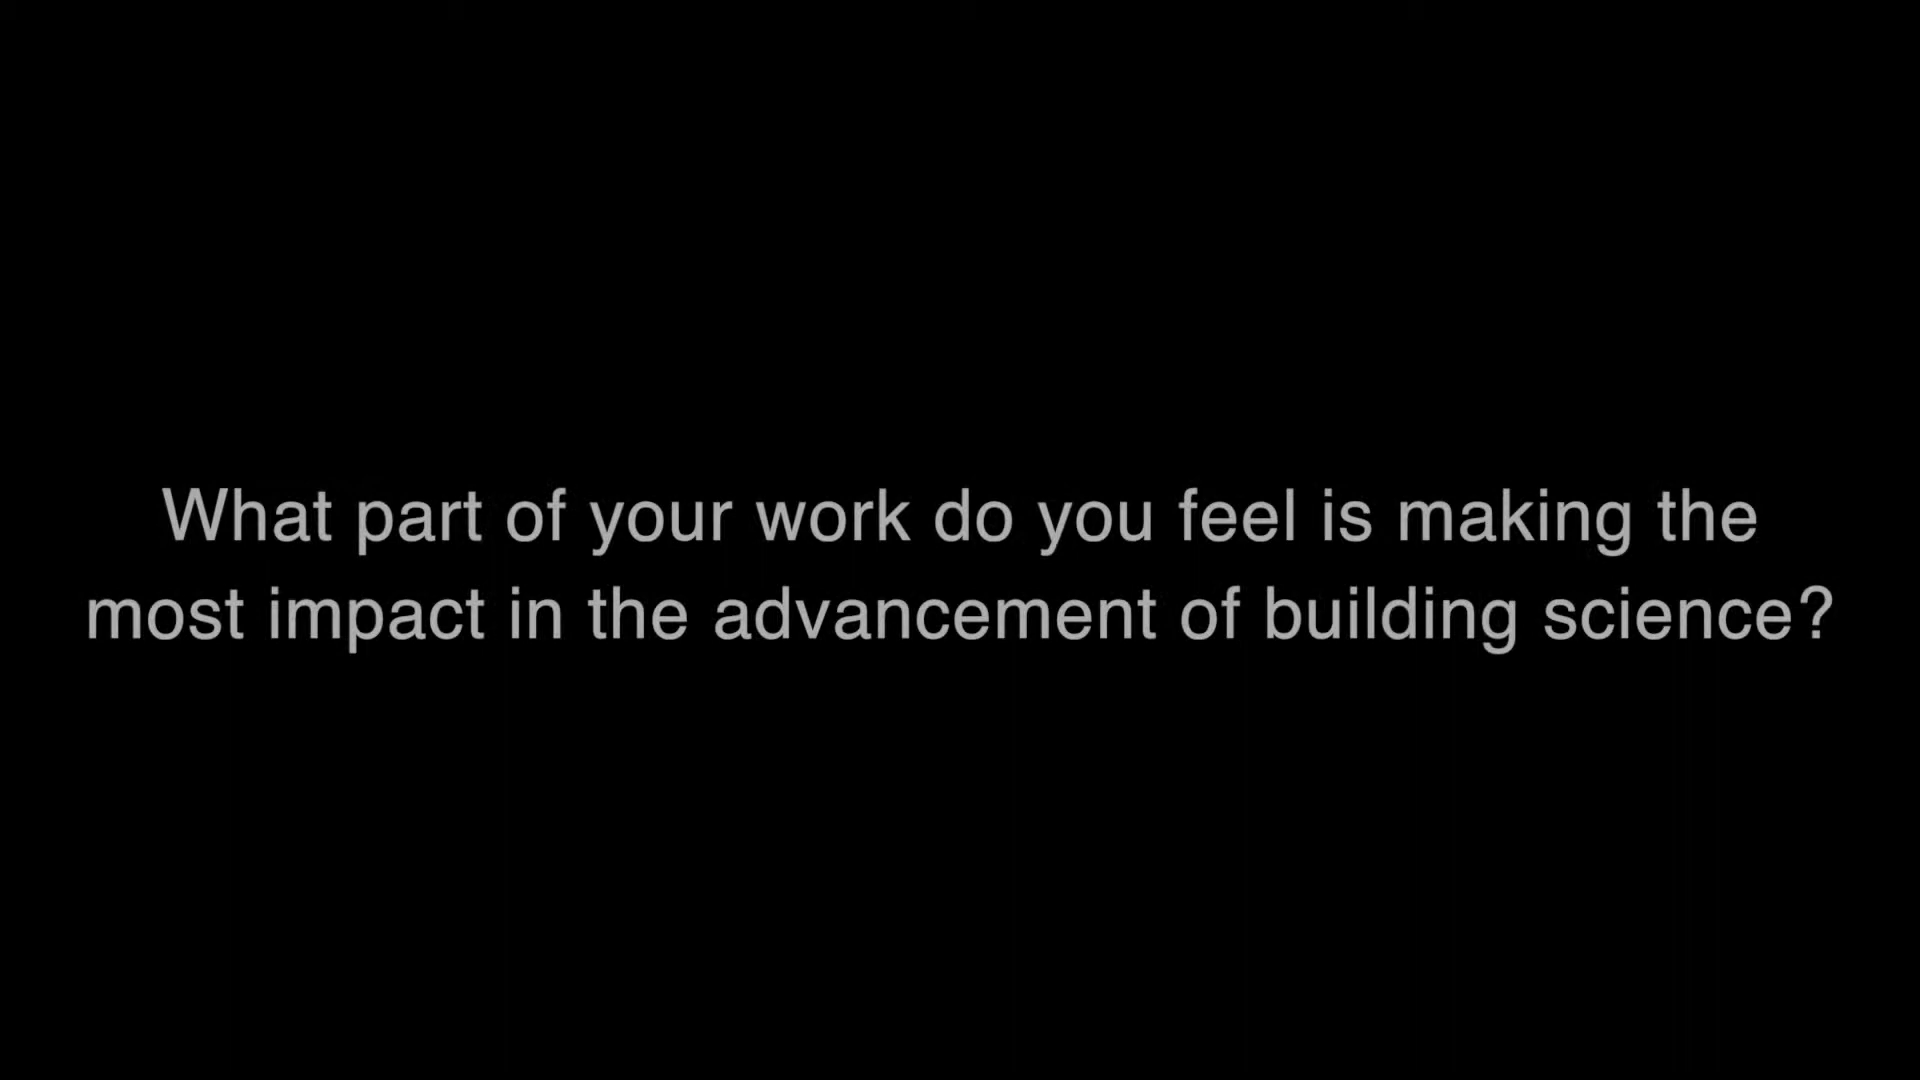 What part of your work do you feel is making the
most impact in the advancement of building science?